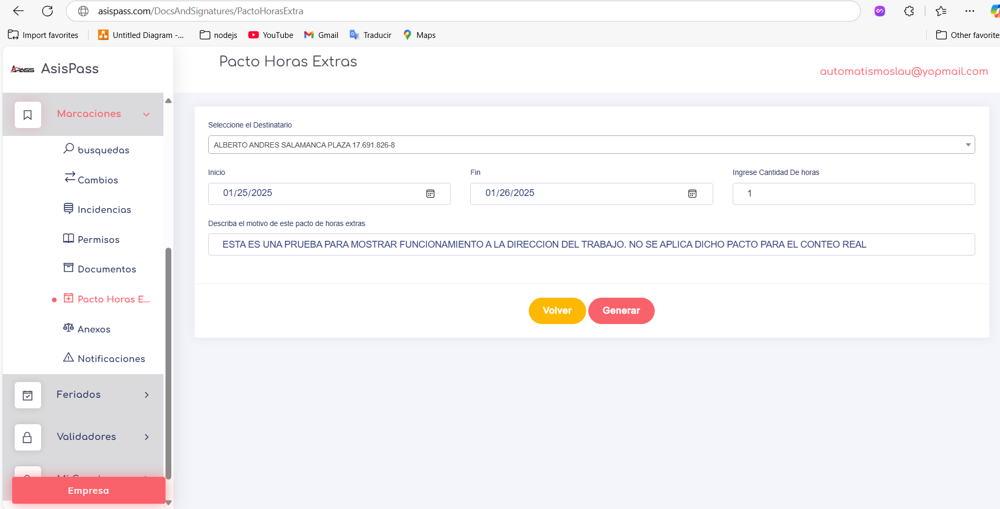 asispass.com/DocsAndSignatures/PactoHorasExtra
Import favorites
Untitled Diagram -...
nodejs
YouTube
Gmail
Traducir
Maps
Other favorite
APASS AsisPass
Pacto Horas Extras
automatismoslau@yopmail.com
Marcaciones
busquedas
Cambios
Incidencias
Permisos
Documentos
Pacto Horas E...
Anexos
Notificaciones
Feriados
Validadores
Empresa
Seleccione el Destinatario
ALBERTO ANDRES SALAMANCA PLAZA 17.691.826-8
Inicio
Fin
Ingrese Cantidad De horas
01/25/2025
01/26/2025
1
Describa el motivo de este pacto de horas extras
ESTA ES UNA PRUEBA PARA MOSTRAR FUNCIONAMIENTO A LA DIRECCION DEL TRABAJO. NO SE APLICA DICHO PACTO PARA EL CONTEO REAL
Volver
Generar